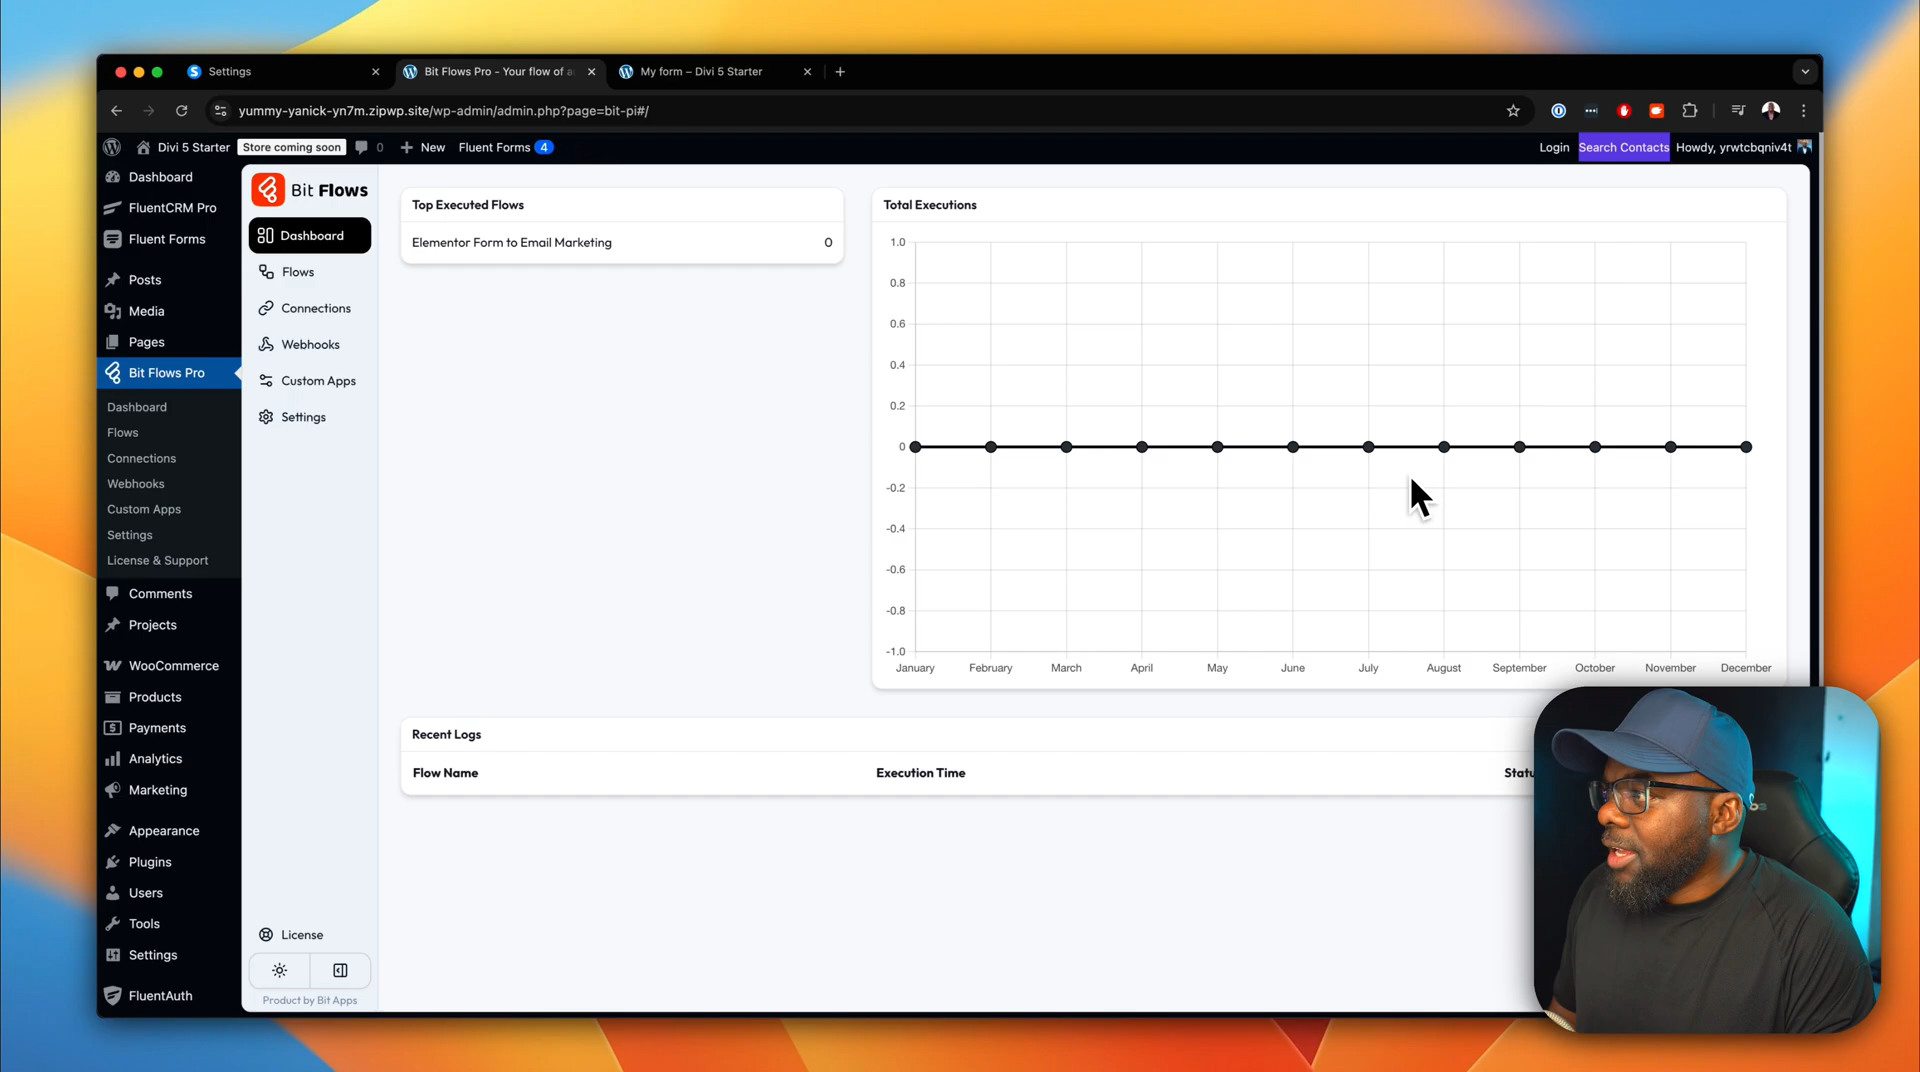 Settings
Bit Flows Pro - Your flow of a
My form – Divi 5 Starter
yummy-yanick-yn7m.zipwp.site/wp-admin/admin.php?page=bit-pi#/
Divi 5 Starter
Store coming soon
0
New
Fluent Forms
4
Login
Search Contacts
Howdy, yrwtcbqniv4t
Dashboard
FluentCRM Pro
Fluent Forms
Posts
Media
Pages
Bit Flows Pro
Dashboard
Flows
Connections
Webhooks
Custom Apps
Settings
License & Support
Comments
Projects
WooCommerce
Products
Payments
Analytics
Marketing
Appearance
Plugins
Users
Tools
Settings
FluentAuth
Bit Flows
Dashboard
Flows
Connections
Webhooks
Custom Apps
Settings
License
Product by Bit Apps
Top Executed Flows
Elementor Form to Email Marketing 0
Total Executions
1.0
0.8
0.6
0.4
0.2
0
-0.2
-0.4
-0.6
-0.8
-1.0
January February March April May June July August September October November December
Recent Logs
Flow Name Execution Time Statu